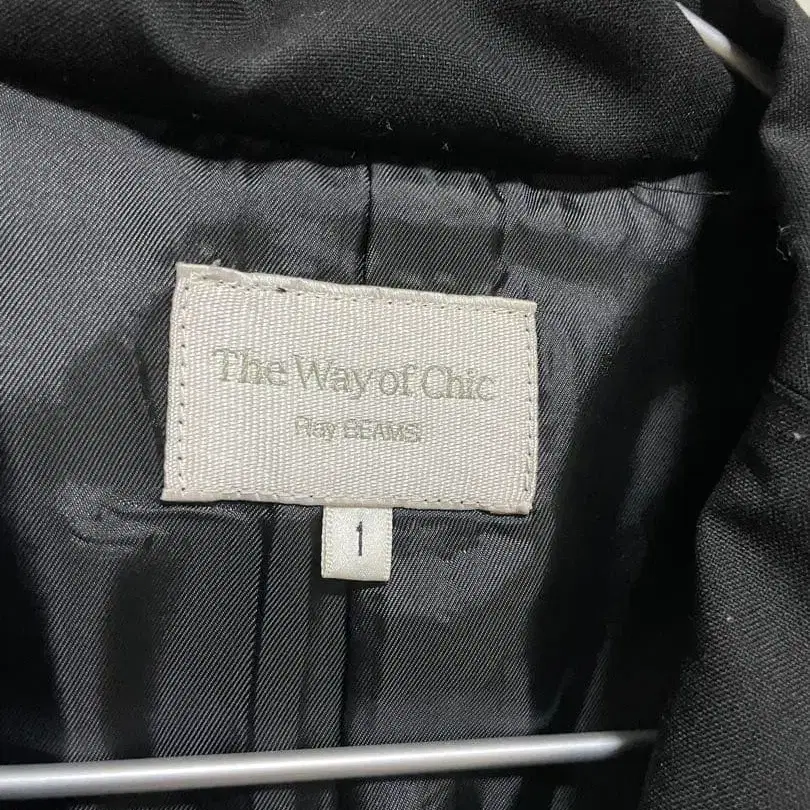 The Way of Chic
Ray BEAMS
1